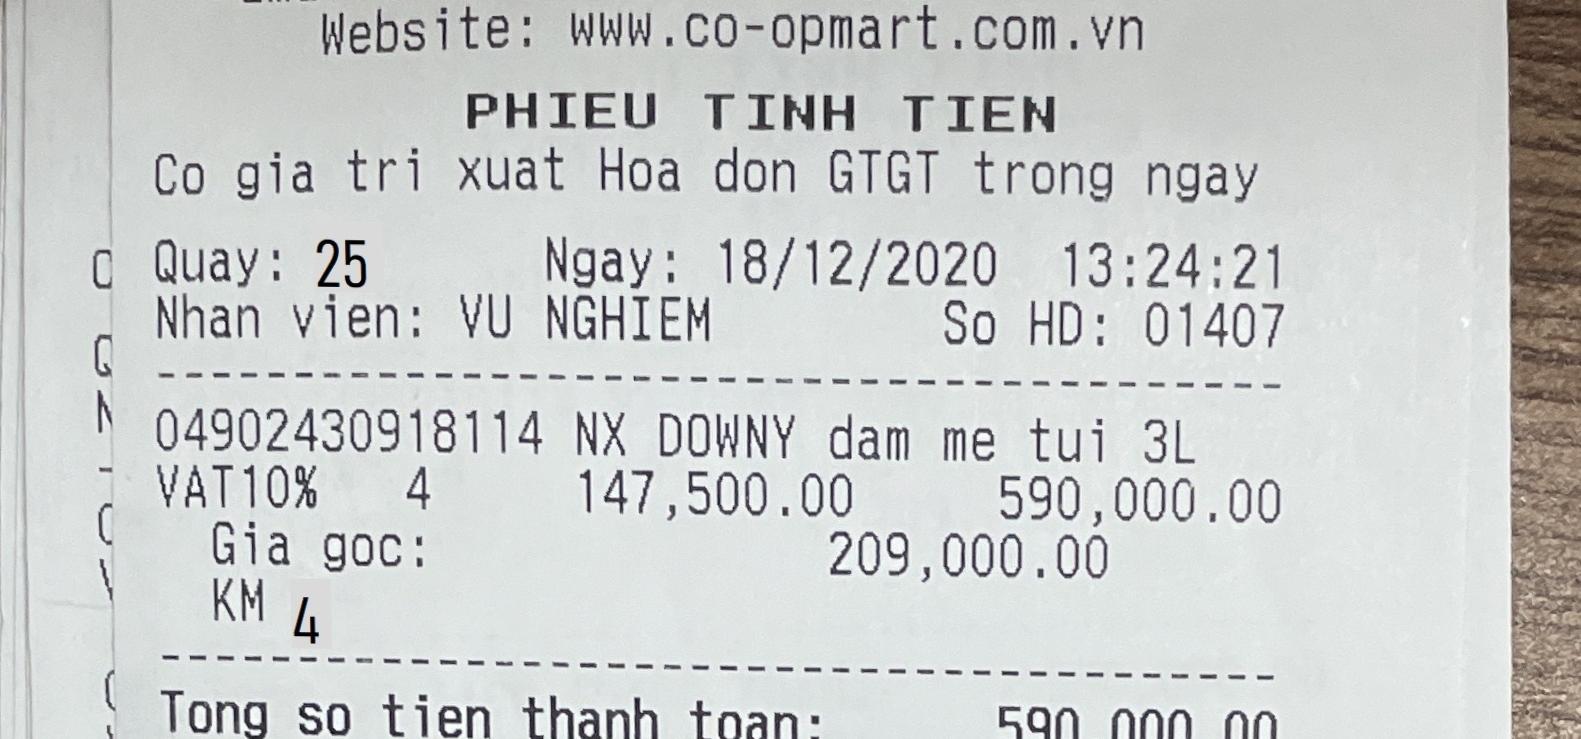 Website: www.co-opmart.com.vn
PHIEU TINH TIEN
Co gia tri xuat Hoa don GTGT trong ngay
Quay: 25 Ngay: 18/12/2020 13:24:21
Nhan vien: VU NGHIEM So HD: 01407
04902430918114 NX DOWNY dam me tui 3L
VAT10% 4 147,500.00 590,000.00
Gia goc: 209,000.00
KM 4
Tong so tien thanh toan: 590,000.00